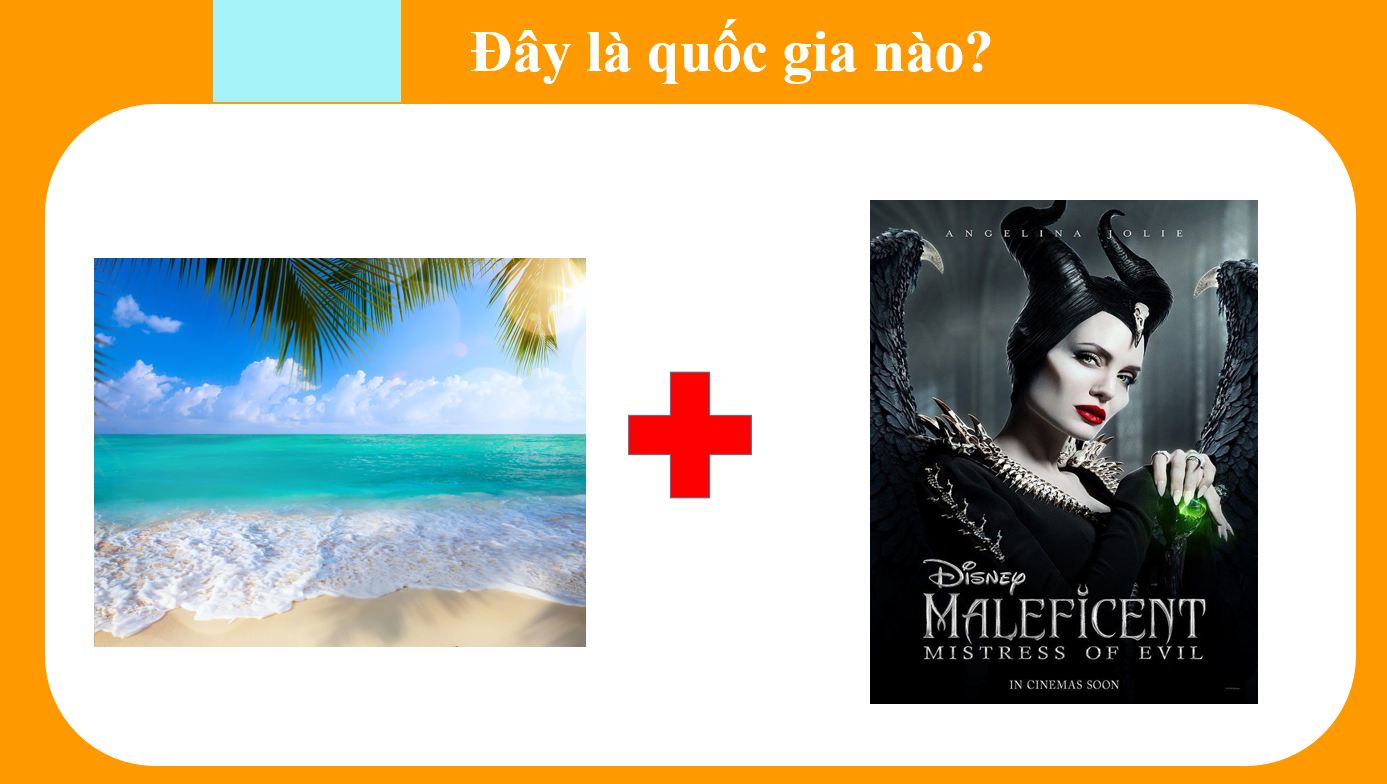 Đây là quốc gia nào?
ANGELINA JOLIE
DISNEY
MALEFICENT
MISTRESS OF EVIL
IN CINEMAS SOON